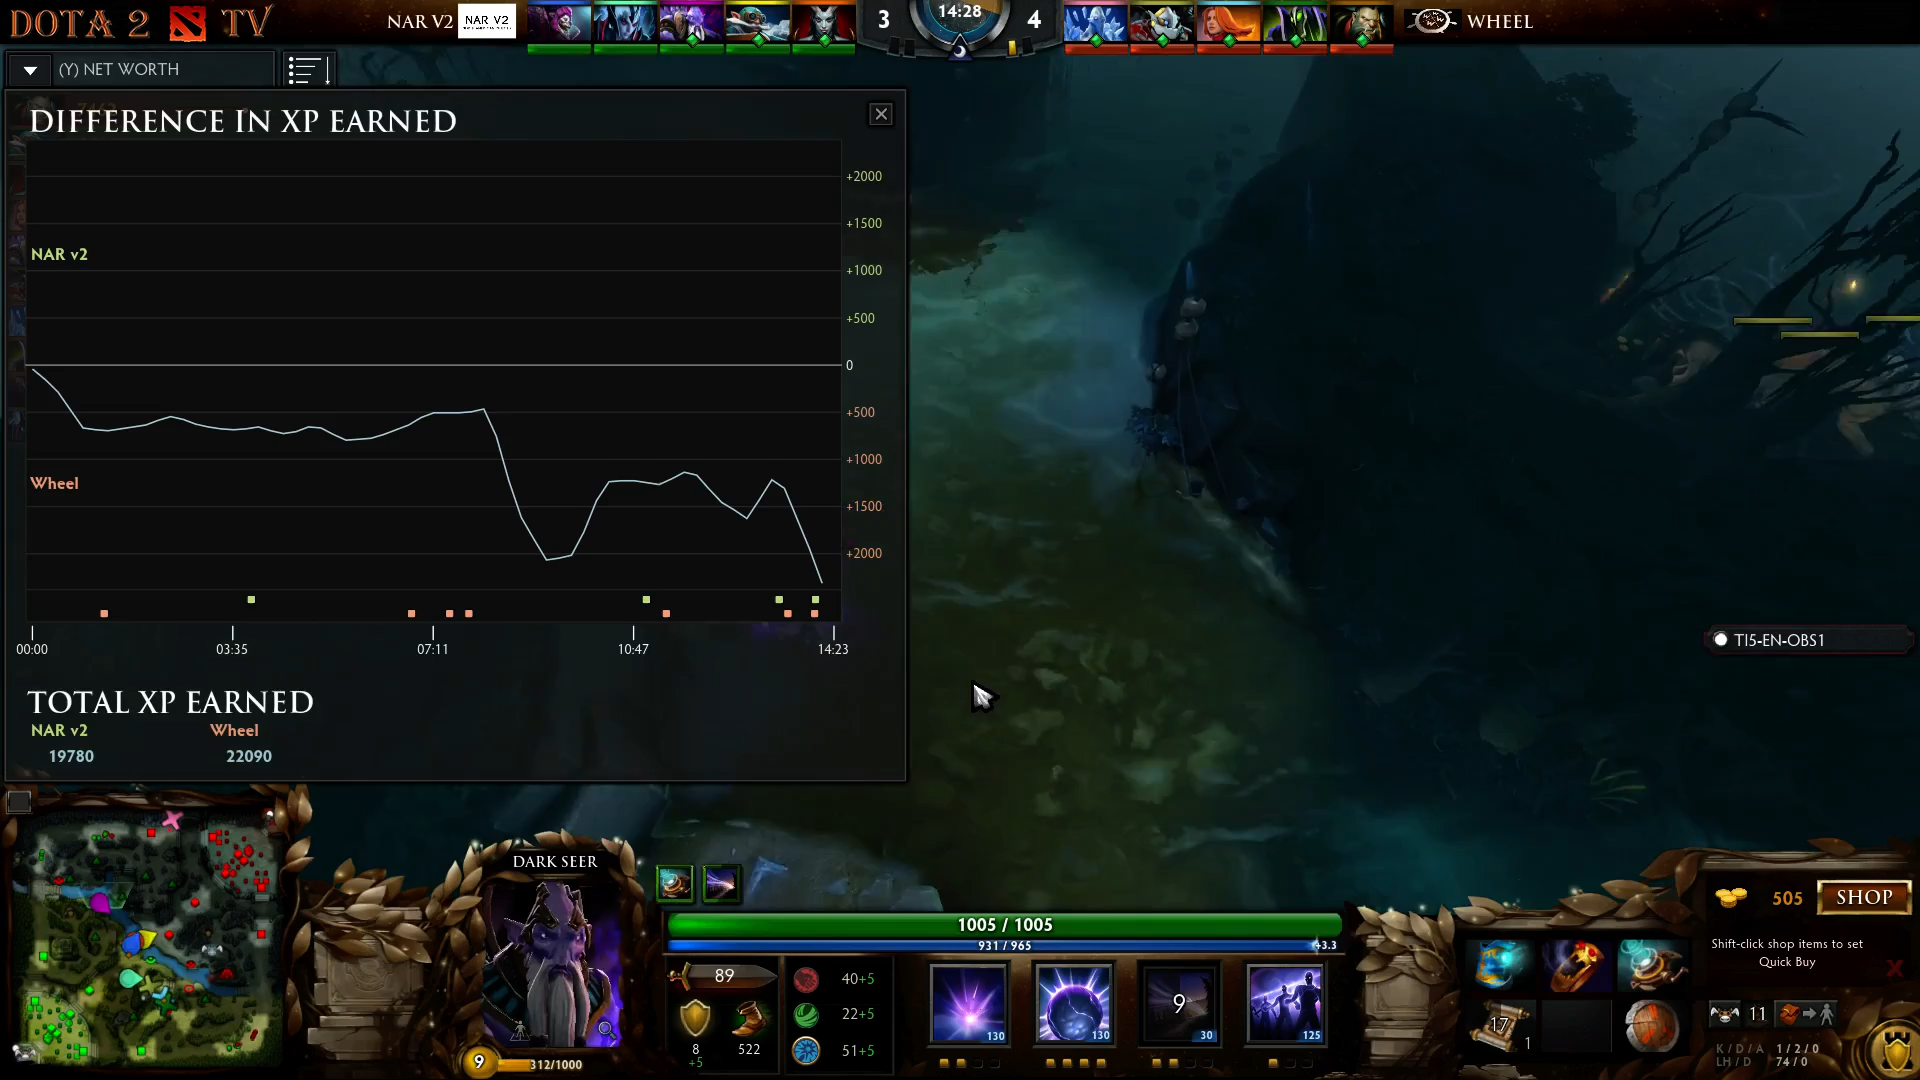 DOTA 2 TV
NAR V2
NAR V2
3
14:28
4
WHEEL
(Y) NET WORTH
DIFFERENCE IN XP EARNED
+2000
+1500
NAR v2
+1000
+500
0
+500
+1000
Wheel
+1500
+2000
00:00
03:35
07:11
10:47
14:23
TI5-EN-OBS1
TOTAL XP EARNED
NAR v2
Wheel
19780
22090
DARK SEER
1005 / 1005
931 / 965
+3.3
89
40+5
22+5
51+5
8
+5
522
130
130
9
30
125
9
312/1000
505
SHOP
Shift-click shop items to set
Quick Buy
17
1
11
K / D / A 1/2/0
LH / D 74/0